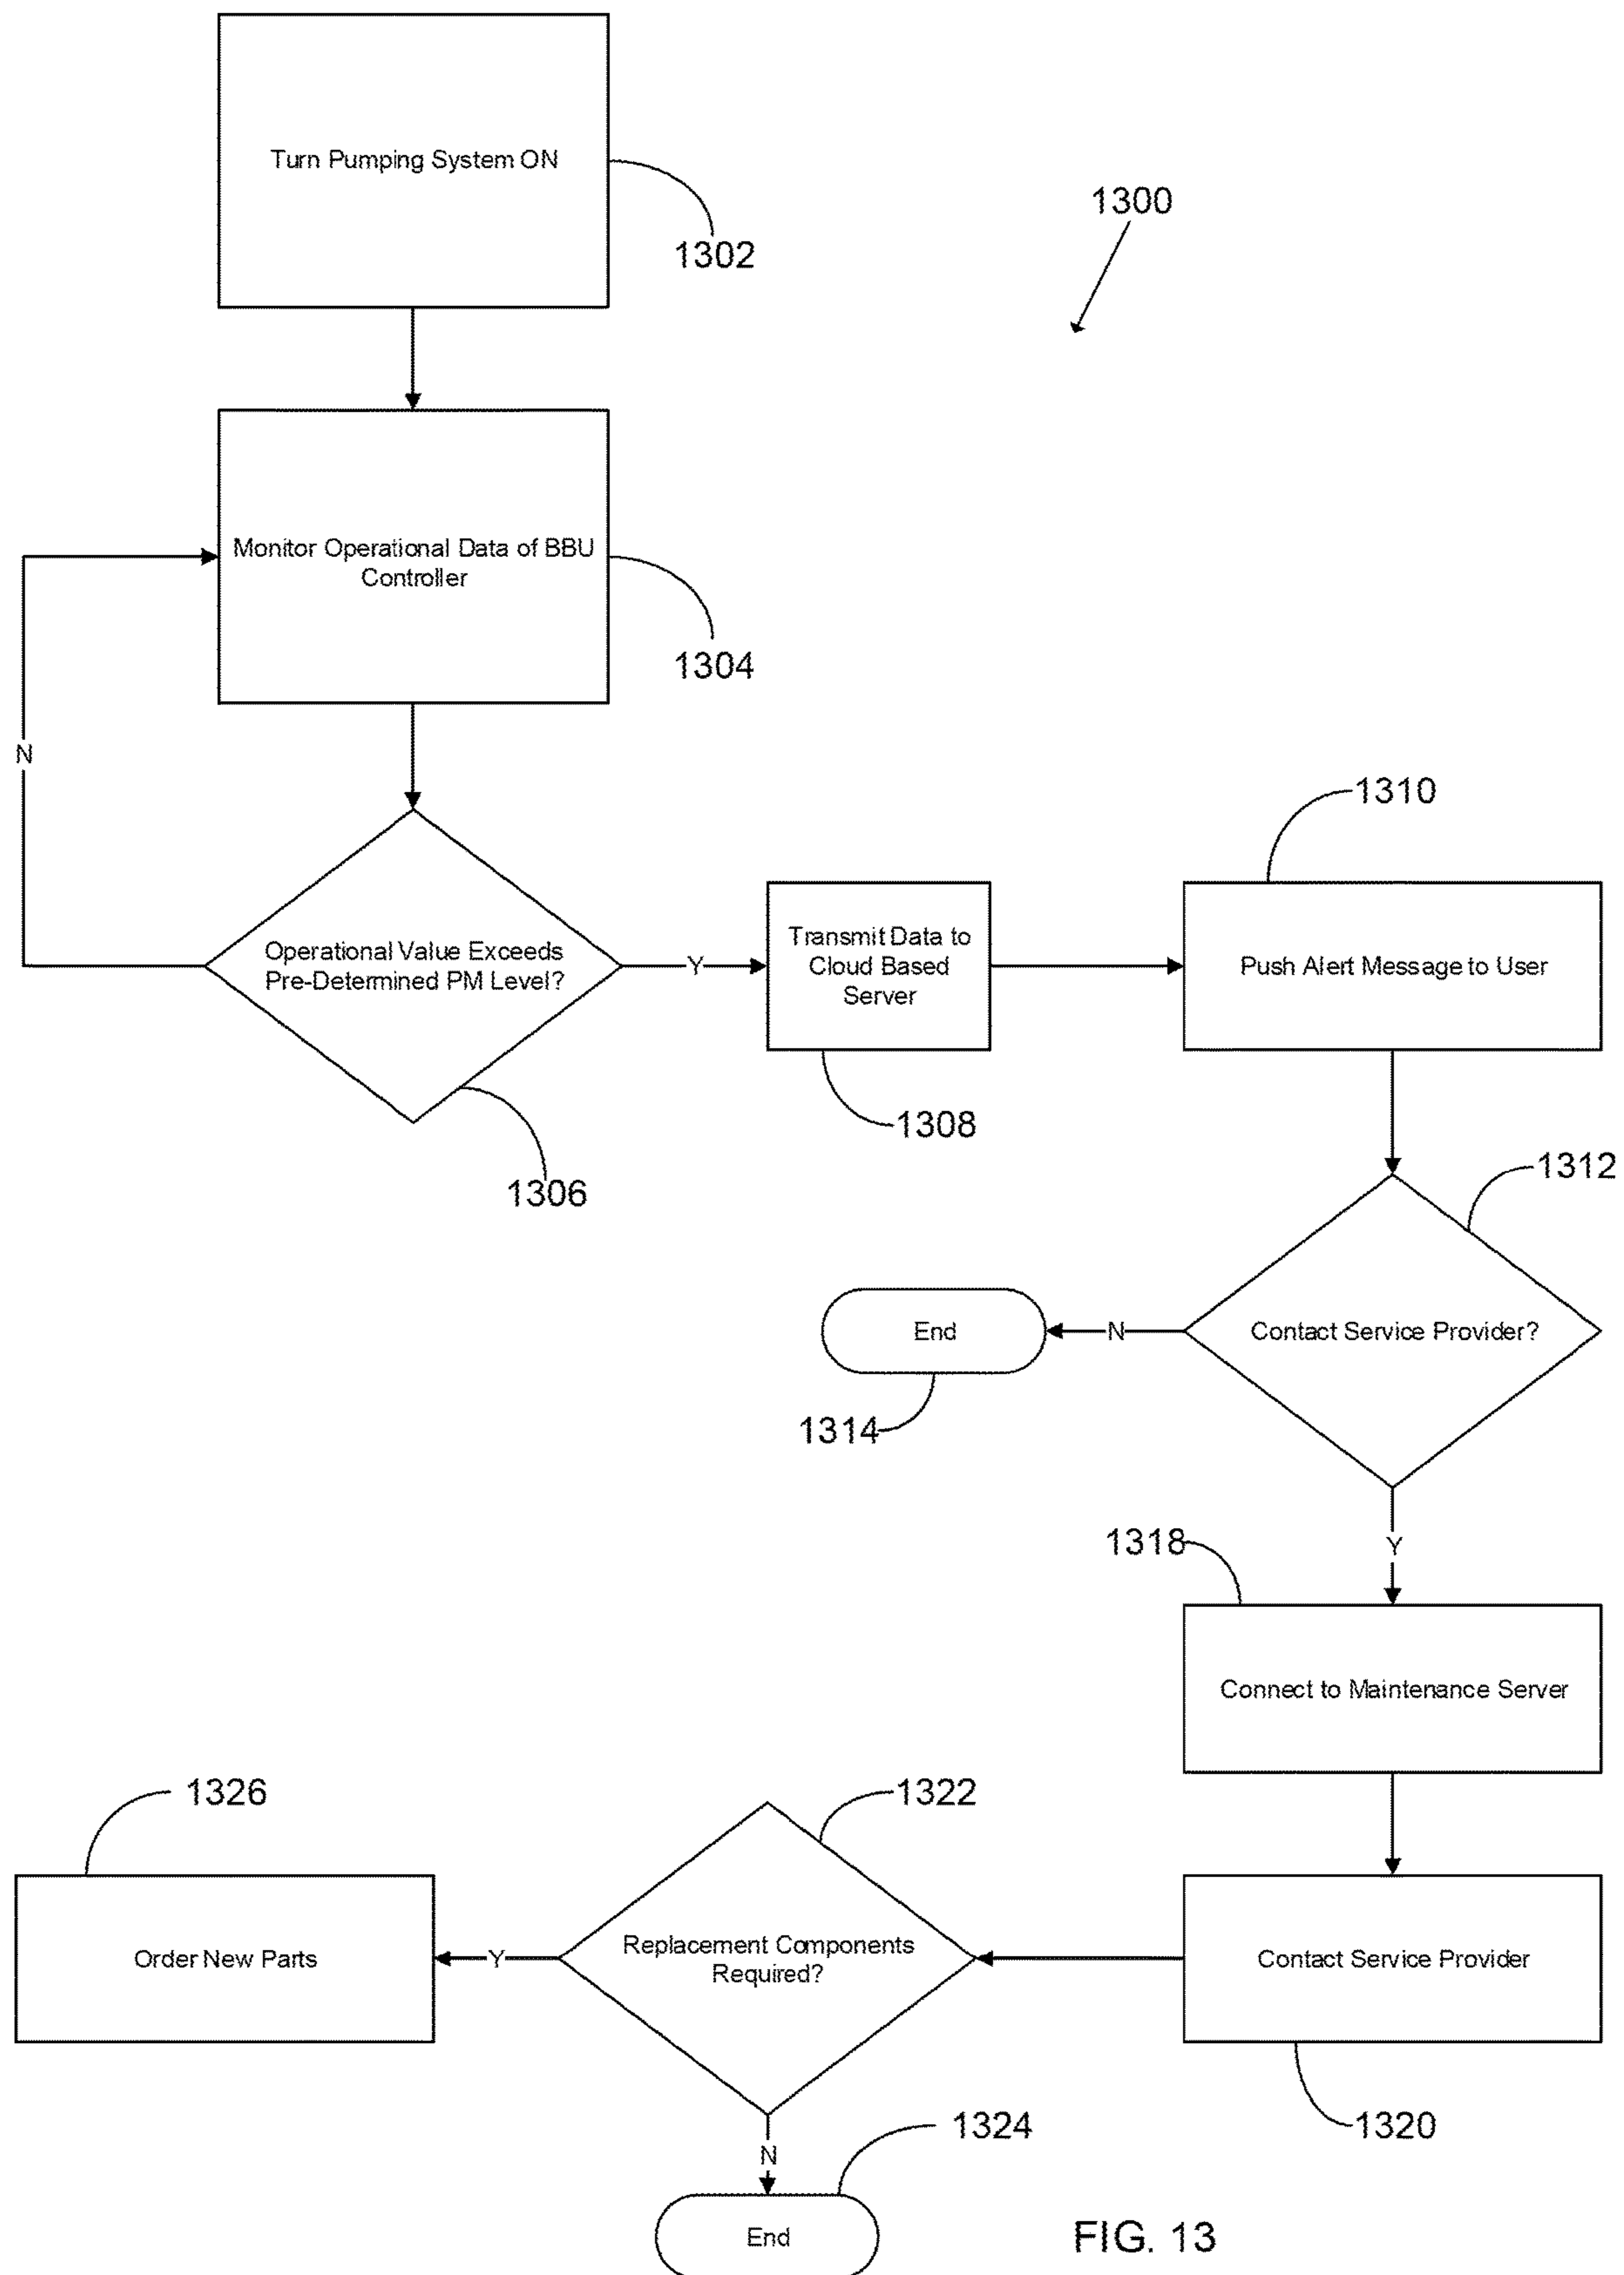 Turn Pumping System ON
1302
1300
Monitor Operational Data of BBU
Controller
1304
N
Operational Value Exceeds
Pre-Determined PM Level?
1306
Y
Transmit Data to
Cloud Based
Server
1308
1310
Push Alert Message to User
1312
Contact Service Provider?
N
End
1314
Y
1318
Connect to Maintenance Server
Contact Service Provider
1320
1322
Replacement Components
Required?
Y
1326
Order New Parts
N
1324
End
FIG. 13